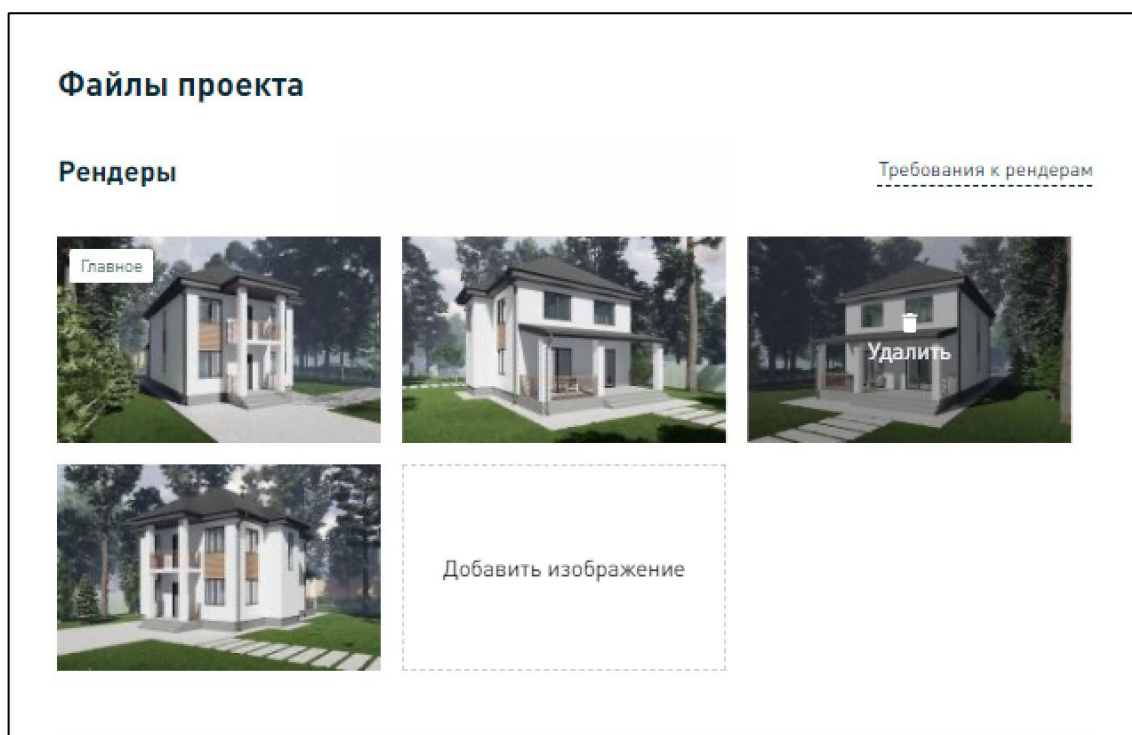 Файлы проекта
Рендеры
Требования к рендерам
Главное
Удалить
Добавить изображение